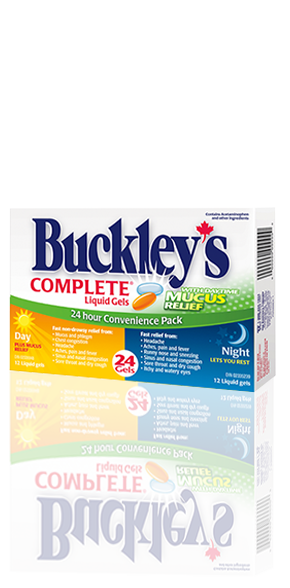 Contains Acetaminophen
and other ingredients
Buckley's
COMPLETE®
Liquid Gels
WITH DAYTIME
MUCUS
RELIEF
24 hour Convenience Pack
Day
PLUS MUCUS
RELIEF
12 Liquid gels
Fast non-drowsy relief from:
• Mucus and phlegm
• Chest congestion
• Headache
• Aches, pain and fever
• Sinus and nasal congestion
• Sore throat and dry cough
24
Gels
Fast relief from:
• Headache
• Aches, pain and fever
• Runny nose and sneezing
• Sinus and nasal congestion
• Sore throat and dry cough
• Itchy and watery eyes
Night
LETS YOU REST
12 Liquid gels